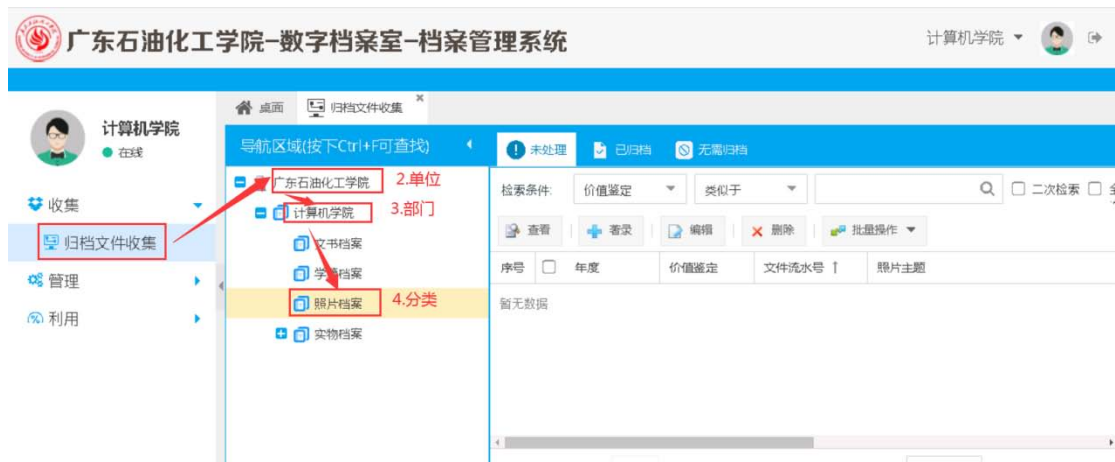 广东石油化工学院-数字档案室-档案管理系统
计算机学院
计算机学院
在线
收集
归档文件收集
管理
利用
桌面 归档文件收集
导航区域(按下Ctrl+F可查找)
广东石油化工学院 2.单位
计算机学院 3.部门
文书档案
学籍档案
照片档案 4.分类
实物档案
未处理 已归档 无需归档
检索条件: 价值鉴定 类似于 二次检索
查看 著录 编辑 删除 批量操作
序号 年度 价值鉴定 文件流水号 照片主题
暂无数据